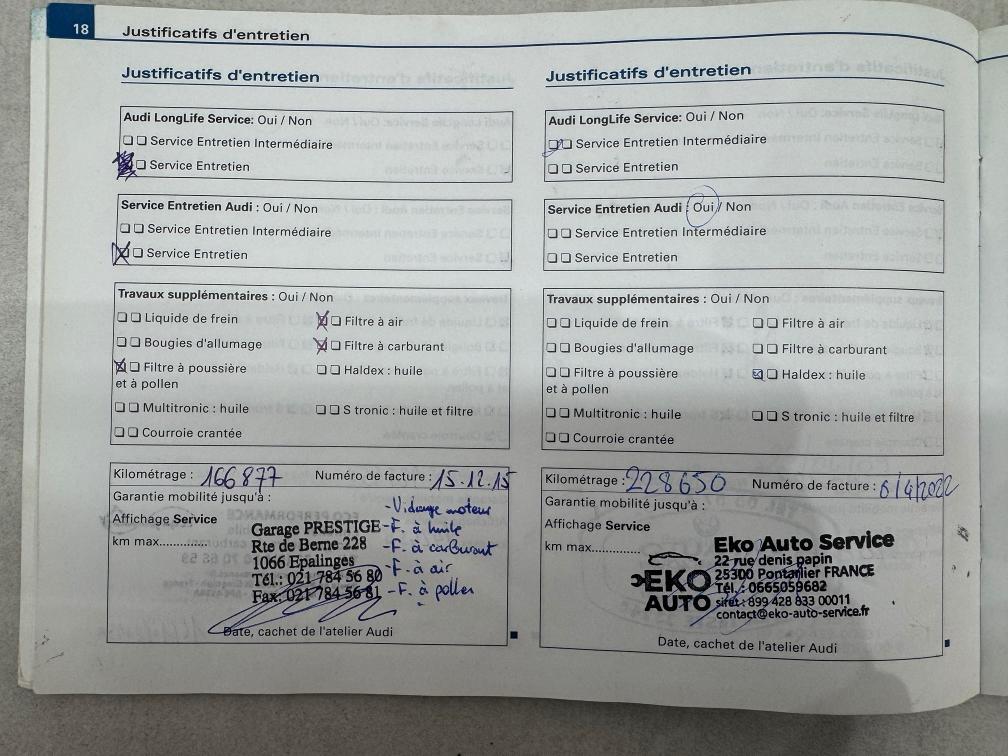 18
Justificatifs d'entretien
Justificatifs d'entretien
Audi LongLife Service: Oui / Non
Service Entretien Intermédiaire
Service Entretien
Service Entretien Audi : Oui / Non
Service Entretien Intermédiaire
Service Entretien
Travaux supplémentaires : Oui / Non
Liquide de frein
Filtre à air
Bougies d'allumage
Filtre à carburant
Filtre à poussière
et à pollen
Haldex : huile
Multitronic : huile
S tronic : huile et filtre
Courroie crantée
Kilométrage : 166877 Numéro de facture : 15.12.15
Garantie mobilité jusqu'à :
Affichage Service
km max.............
- Vidange moteur
- F. à huile
- F. à carburant
- F. à air
- F. à pollen
Garage PRESTIGE
Rte de Berne 228
1066 Epalinges
Tél.: 021 784 56 80
Fax: 021 784 56 81
Date, cachet de l'atelier Audi
Justificatifs d'entretien
Audi LongLife Service: Oui / Non
Service Entretien Intermédiaire
Service Entretien
Service Entretien Audi : Oui / Non
Service Entretien Intermédiaire
Service Entretien
Travaux supplémentaires : Oui / Non
Liquide de frein
Filtre à air
Bougies d'allumage
Filtre à carburant
Filtre à poussière
et à pollen
Haldex : huile
Multitronic : huile
S tronic : huile et filtre
Courroie crantée
Kilométrage : 228650 Numéro de facture : 6/4/2022
Garantie mobilité jusqu'à :
Affichage Service
km max.............
EKO
AUTO
Eko Auto Service
22 rue denis papin
25300 Pontarlier FRANCE
Tél. : 0665059682
siret : 899 428 833 00011
contact@eko-auto-service.fr
Date, cachet de l'atelier Audi